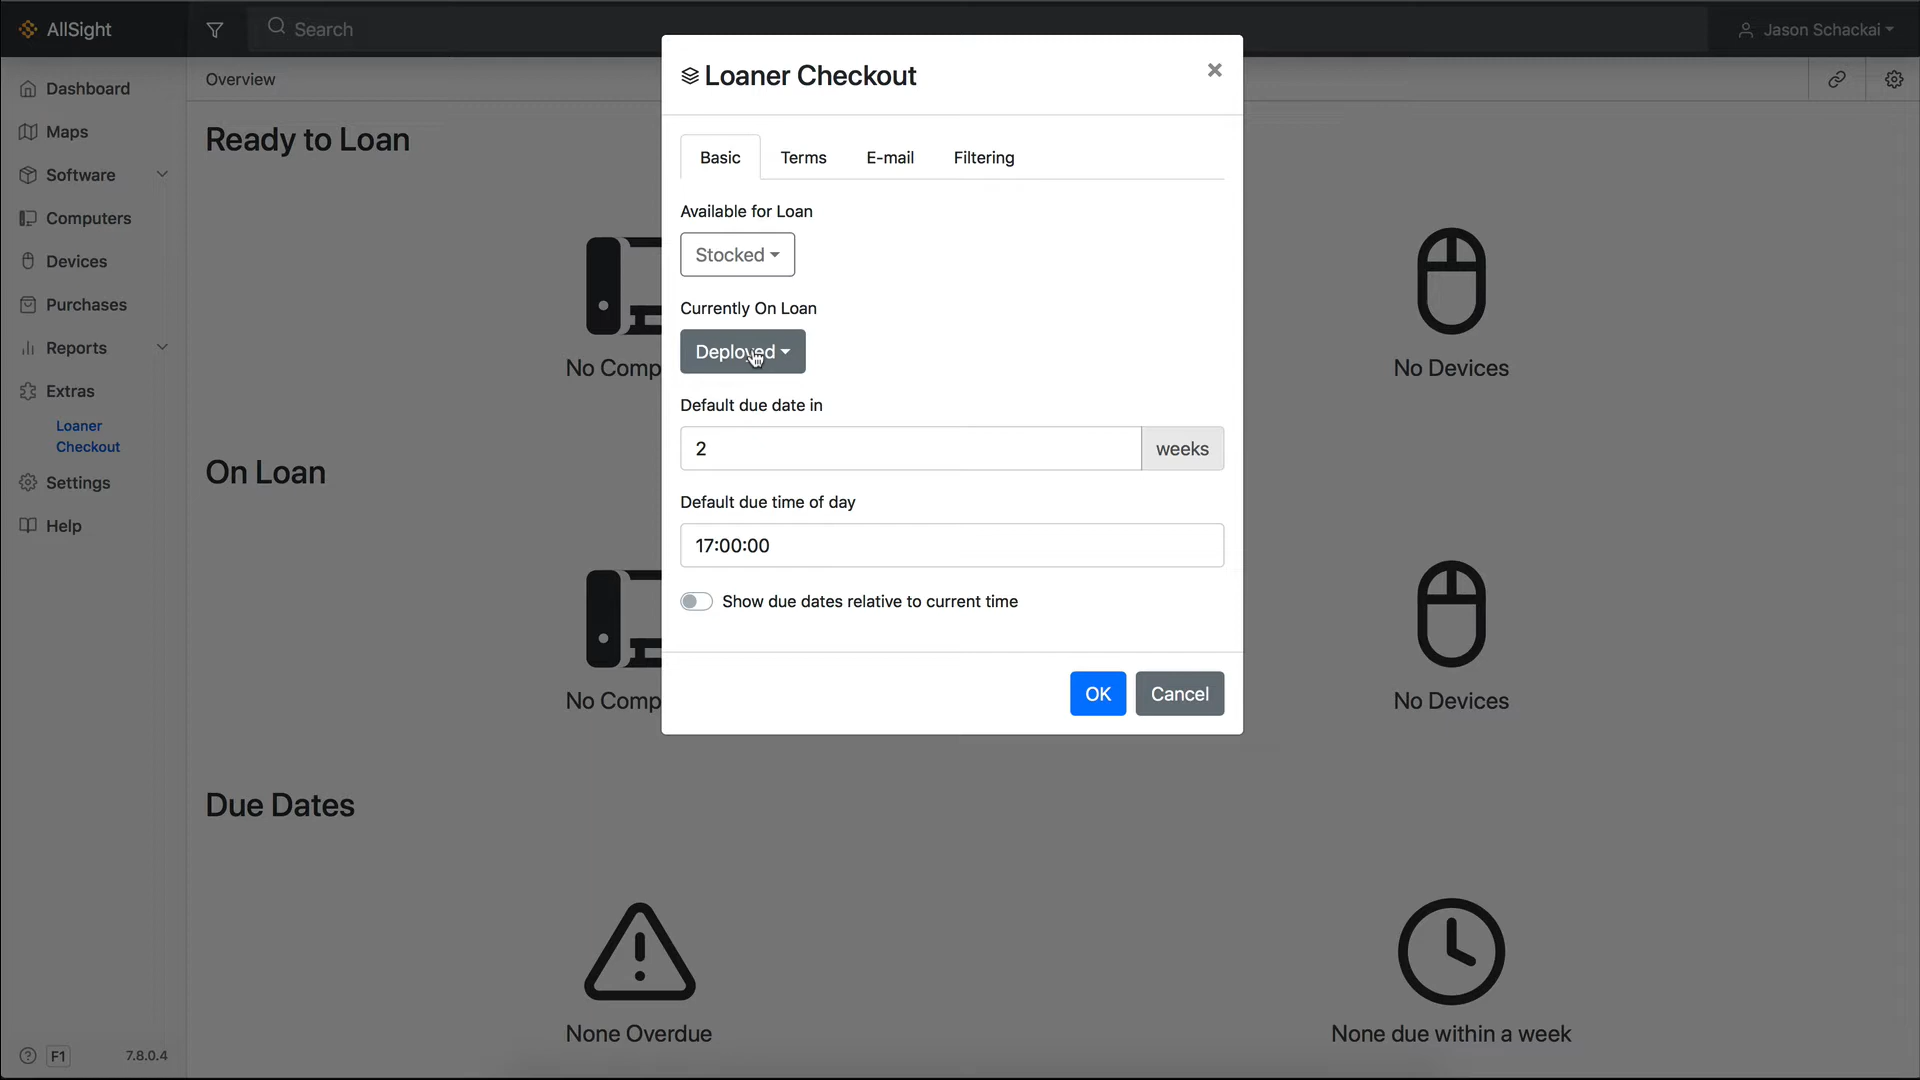 AllSight
Search
Jason Schackai
Dashboard
Maps
Software
Computers
Devices
Purchases
Reports
Extras
Loaner
Checkout
Settings
Help
F1
7.8.0.4
Overview
Ready to Loan
No Comp
No Devices
On Loan
No Comp
No Devices
Due Dates
None Overdue
None due within a week
Loaner Checkout
Basic
Terms
E-mail
Filtering
Available for Loan
Stocked
Currently On Loan
Deployed
Default due date in
2
weeks
Default due time of day
17:00:00
Show due dates relative to current time
OK
Cancel